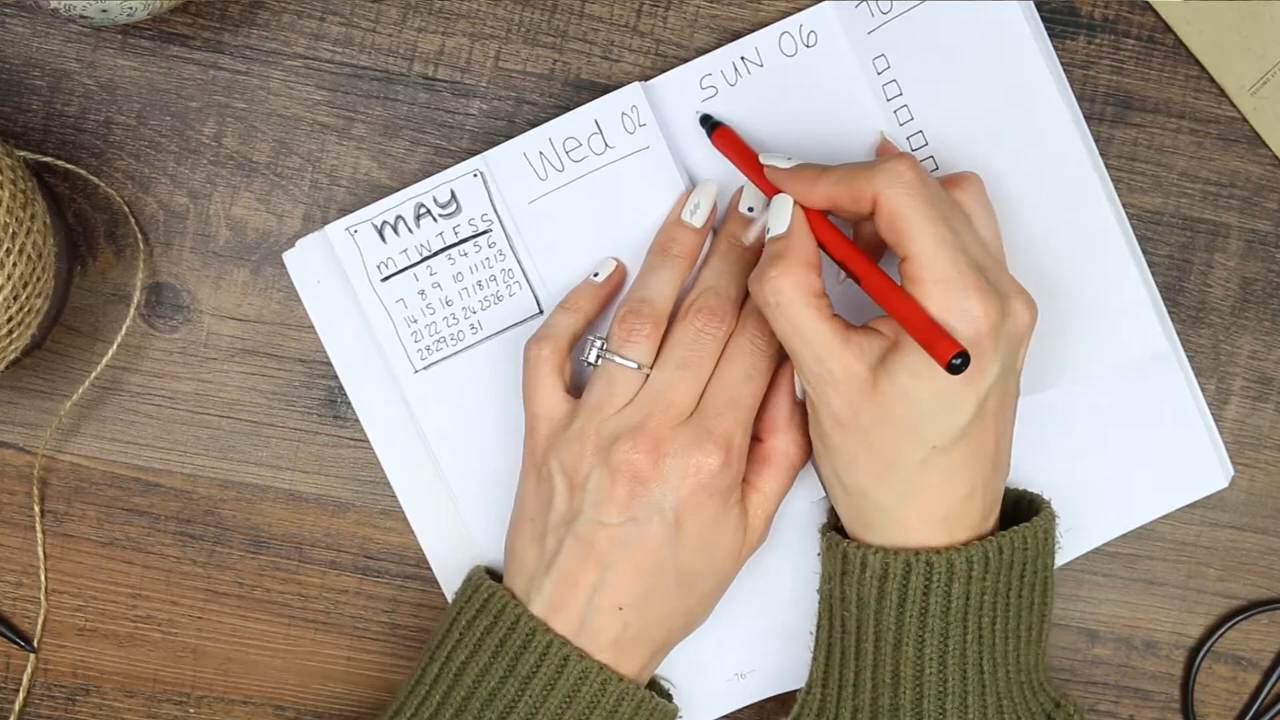 MAY
M T W T F S S
1 2 3 4 5 6
7 8 9 10 11 12 13
14 15 16 17 18 19 20
21 22 23 24 25 26 27
28 29 30 31
Wed 02
SUN 06
-76-